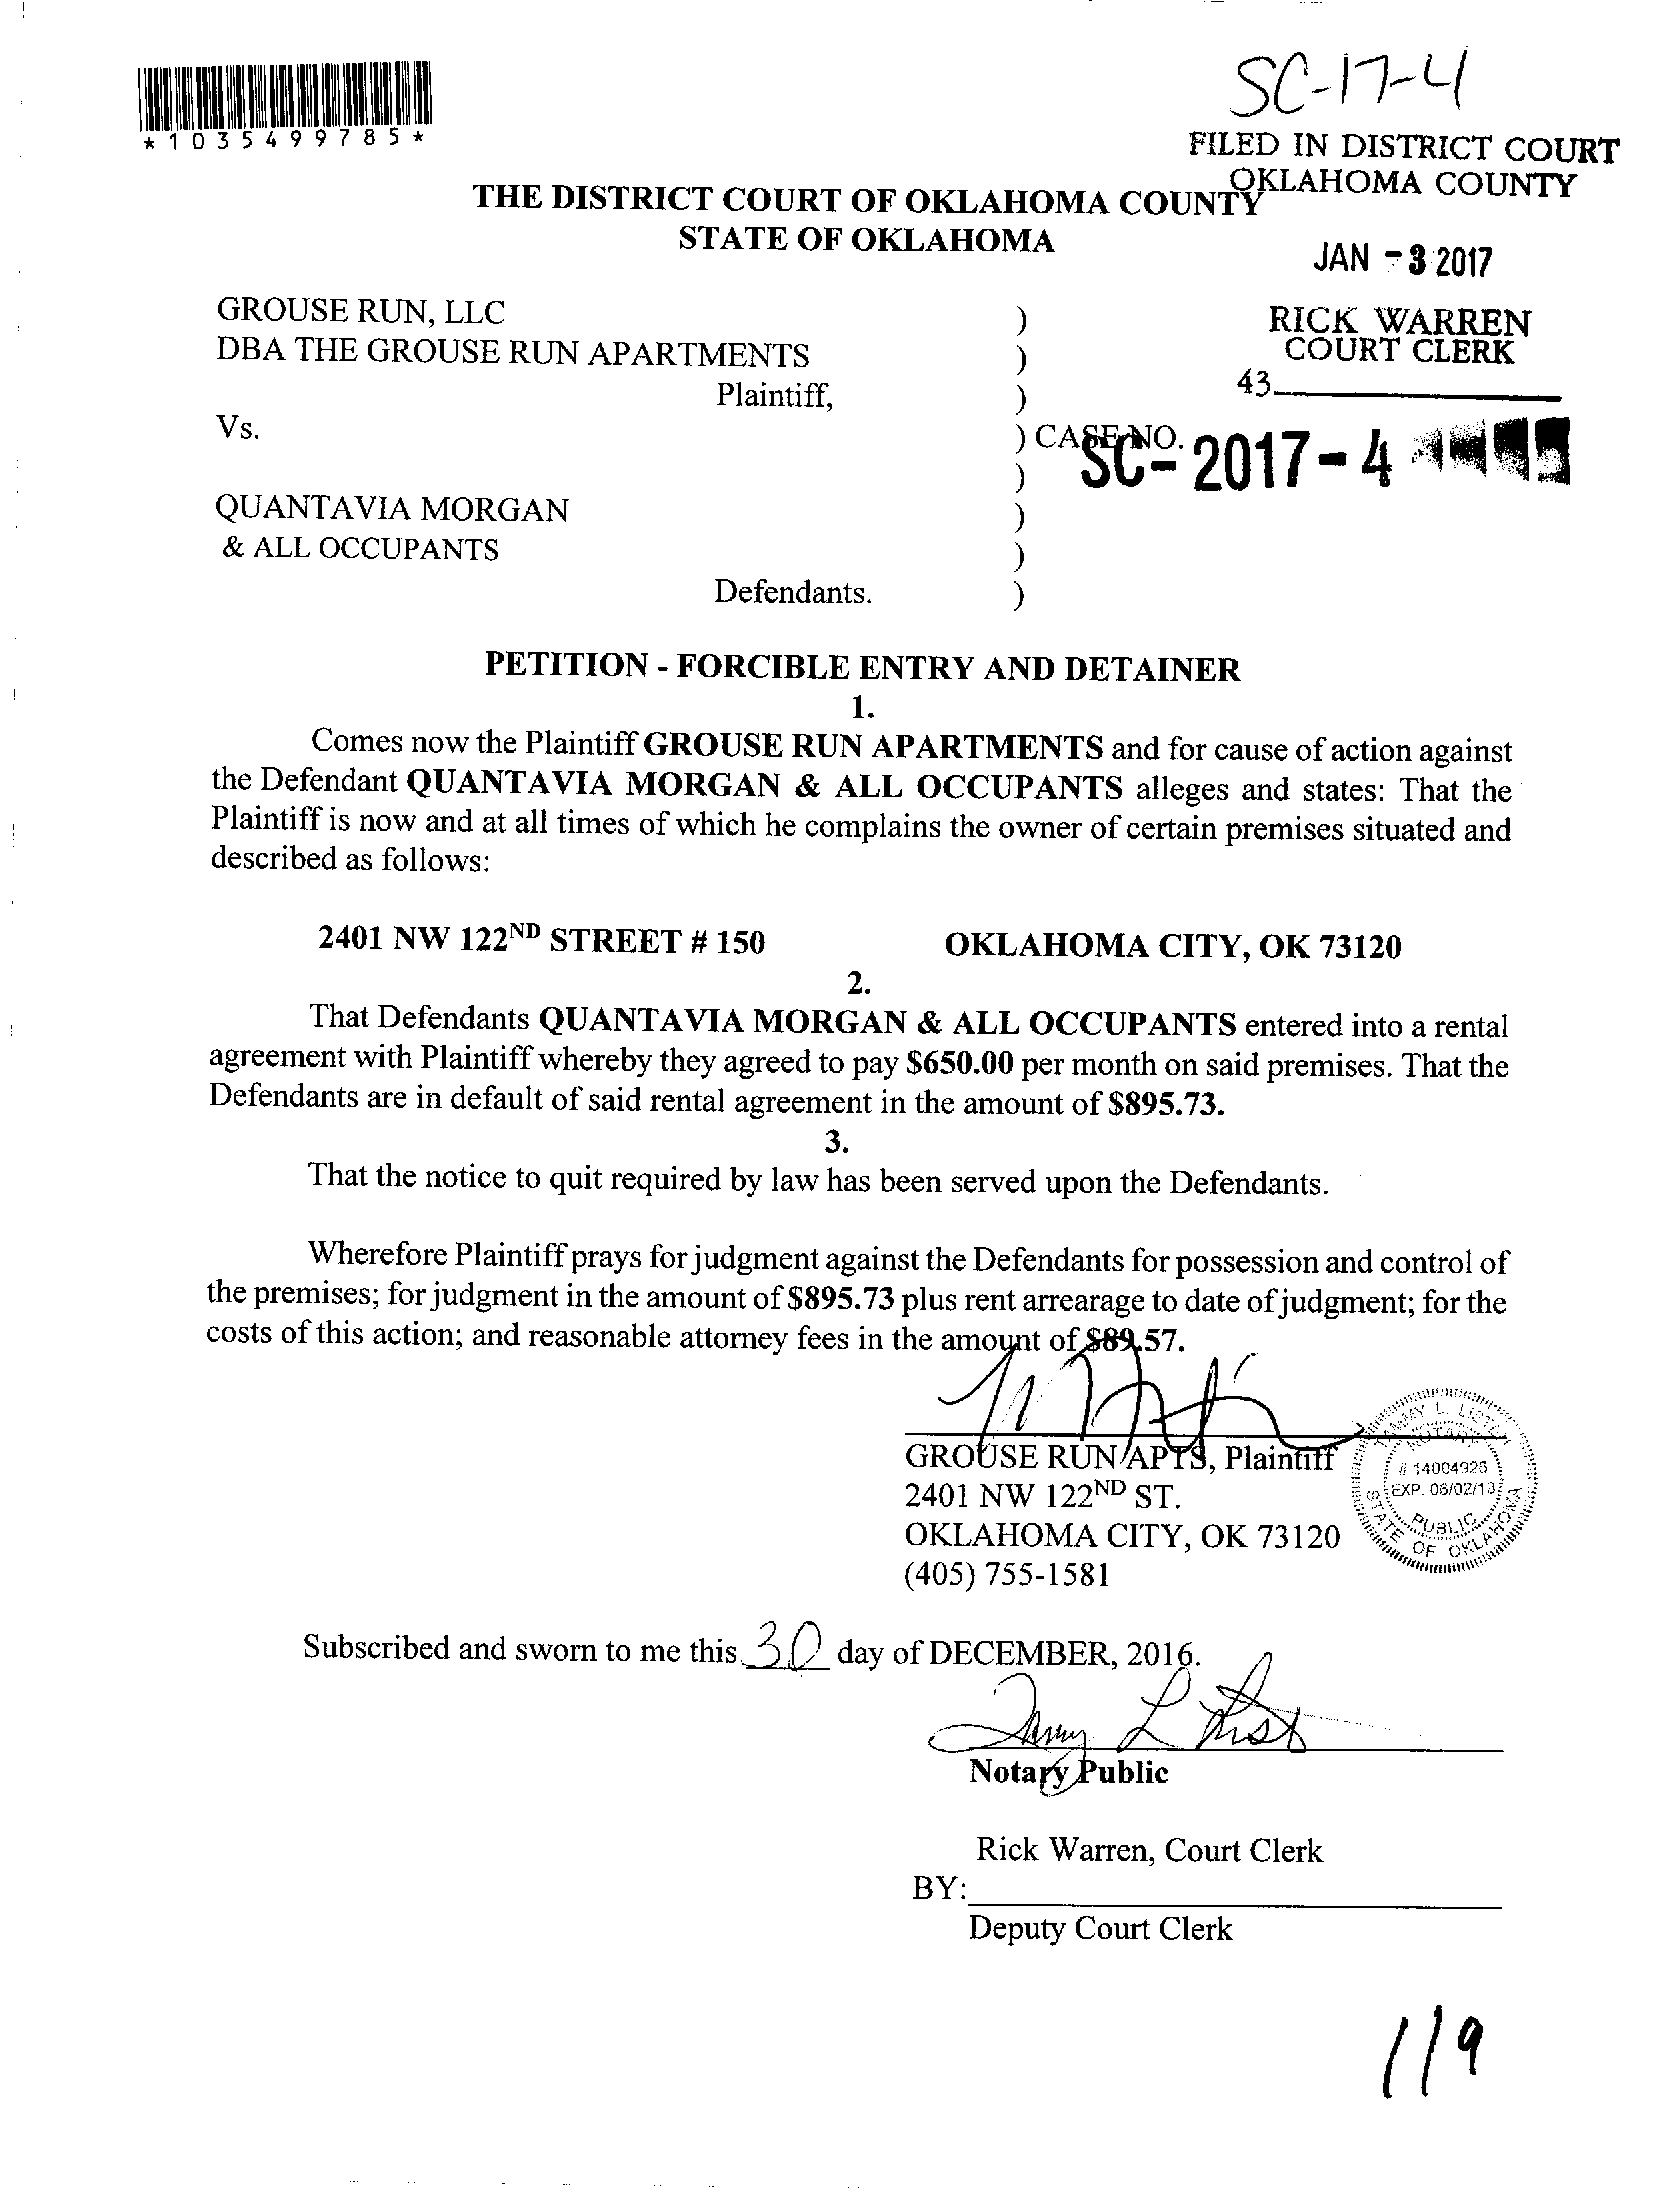 SC-17-4
*1035499785*
FILED IN DISTRICT COURT
OKLAHOMA COUNTY
THE DISTRICT COURT OF OKLAHOMA COUNTY
STATE OF OKLAHOMA
JAN -3 2017
GROUSE RUN, LLC )
DBA THE GROUSE RUN APARTMENTS )
Plaintiff, )
RICK WARREN
COURT CLERK
43
Vs. ) CASE NO. SC-2017-4
)
QUANTAVIA MORGAN )
& ALL OCCUPANTS )
Defendants. )
PETITION - FORCIBLE ENTRY AND DETAINER
1.
Comes now the Plaintiff GROUSE RUN APARTMENTS and for cause of action against
the Defendant QUANTAVIA MORGAN & ALL OCCUPANTS alleges and states: That the
Plaintiff is now and at all times of which he complains the owner of certain premises situated and
described as follows:
2401 NW 122ND STREET # 150 OKLAHOMA CITY, OK 73120
2.
That Defendants QUANTAVIA MORGAN & ALL OCCUPANTS entered into a rental
agreement with Plaintiff whereby they agreed to pay $650.00 per month on said premises. That the
Defendants are in default of said rental agreement in the amount of $895.73.
3.
That the notice to quit required by law has been served upon the Defendants.
Wherefore Plaintiff prays for judgment against the Defendants for possession and control of
the premises; for judgment in the amount of $895.73 plus rent arrearage to date of judgment; for the
costs of this action; and reasonable attorney fees in the amount of $89.57.
GROUSE RUN APTS, Plaintiff
2401 NW 122ND ST.
OKLAHOMA CITY, OK 73120
(405) 755-1581
NOTARY
# 14004926
PUBLIC
STATE OF OKLAHOMA
Subscribed and sworn to me this 30 day of DECEMBER, 2016.
Notary Public
Rick Warren, Court Clerk
BY:
Deputy Court Clerk
119